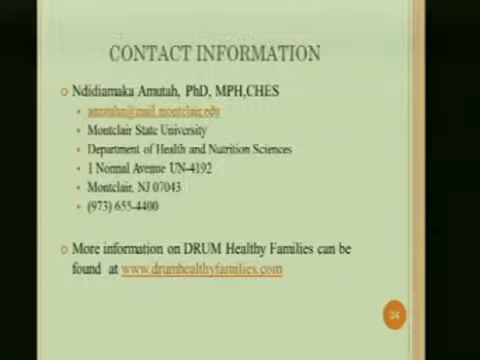 CONTACT INFORMATION
Ndidiamaka Amutah, PhD, MPH,CHES
amutahn@mail.montclair.edu
Montclair State University
Department of Health and Nutrition Sciences
1 Normal Avenue UN-4192
Montclair, NJ 07043
(973) 655-4400
More information on DRUM Healthy Families can be
found at www.drumhealthyfamilies.com
24